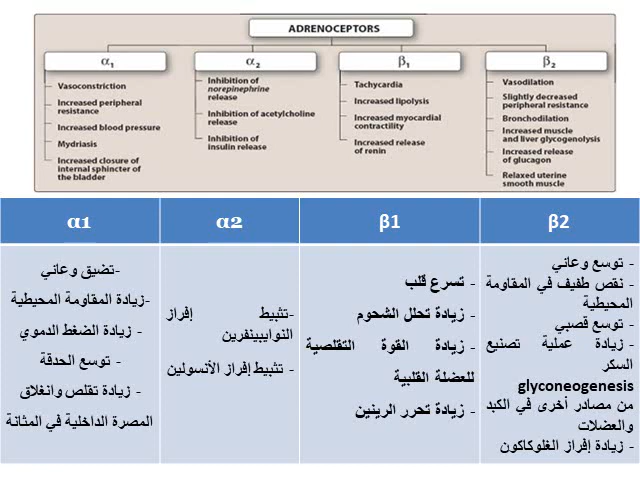 ADRENOCEPTORS
α1
Vasoconstriction
Increased peripheral
resistance
Increased blood pressure
Mydriasis
Increased closure of
internal sphincter of
the bladder
α2
Inhibition of
norepinephrine
release
Inhibition of acetylcholine
release
Inhibition of
insulin release
β1
Tachycardia
Increased lipolysis
Increased myocardial
contractility
Increased release
of renin
β2
Vasodilation
Slightly decreased
peripheral resistance
Bronchodilation
Increased muscle
and liver glycogenolysis
Increased release
of glucagon
Relaxed uterine
smooth muscle
α1
-تضيق وعاني
-زيادة المقاومة المحيطية
- زيادة الضغط الدموي
- توسع الحدقة
- زيادة تقلص وانغلاق
المصرة الداخلية في المثانة
α2
-تثبيط إفراز
النوايبينفرين
- تثبيط إفراز الأنسولين
β1
- تسرع قلب
- زيادة تحلل الشحوم
- زيادة القوة التقلصية
للعضلة القلبية
- زيادة تحرر الرينين
β2
- توسع وعاني
- نقص طفيف في المقاومة
المحيطية
- توسع قصبي
- زيادة عملية تصنيع
السكر
glyconeogenesis
من مصادر أخرى في الكبد
والعضلات
- زيادة إفراز الغلوكاكون